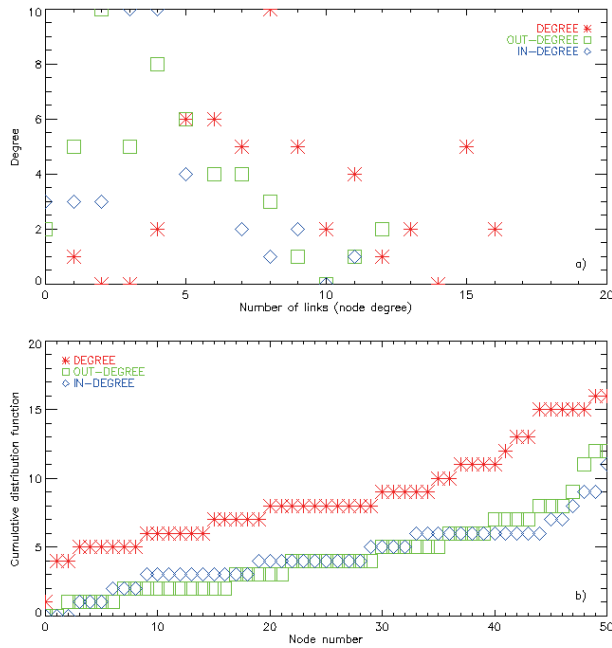 10
8
6
4
2
0
Degree
DEGREE
OUT-DEGREE
IN-DEGREE
a)
0
5
10
15
20
Number of links (node degree)
20
15
10
5
0
Cumulative distribution function
DEGREE
OUT-DEGREE
IN-DEGREE
b)
0
10
20
30
40
50
Node number